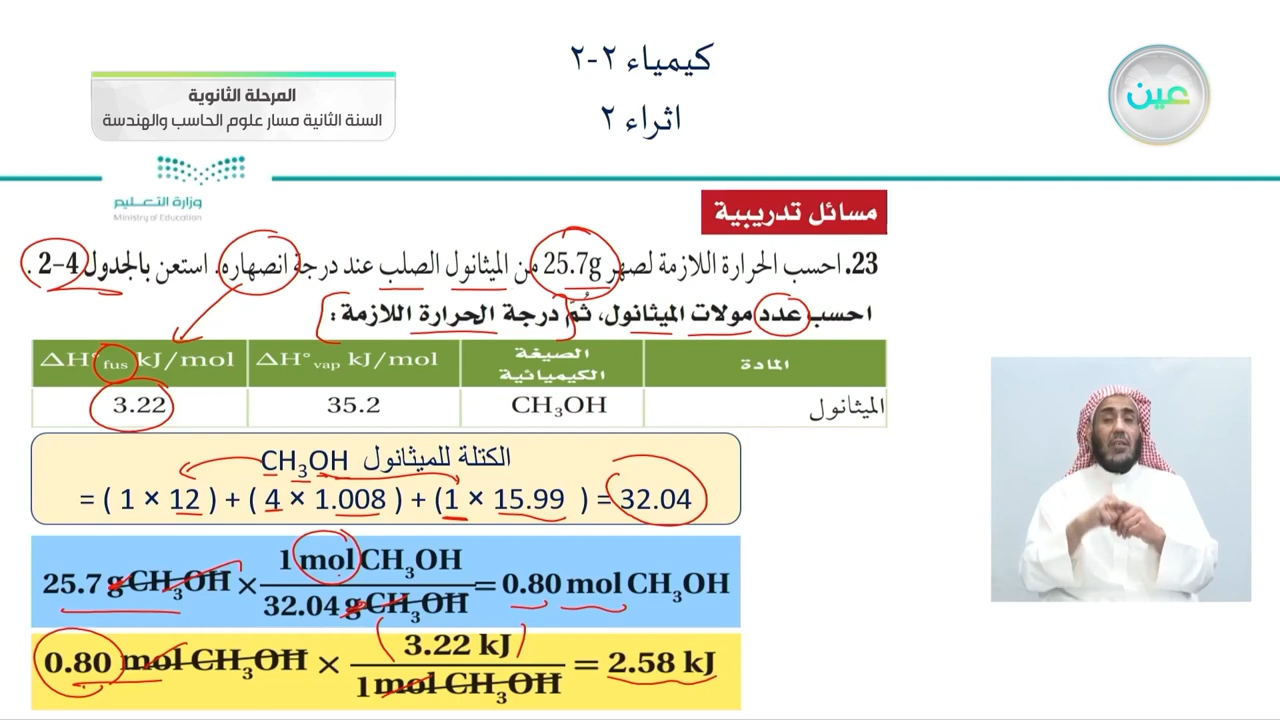 كيمياء ٢-٢
اثراء ٢
عين
المرحلة الثانوية
السنة الثانية مسار علوم الحاسب والهندسة
وزارة التعـليم
Ministry of Education
مسائل تدريبية
23. احسب الحرارة اللازمة لصهر 25.7g من الميثانول الصلب عند درجة انصهاره. استعن بالجدول 4-2 .
احسب عدد مولات الميثانول، ثُمَّ درجة الحرارة اللازمة :
المادة | الصيغة الكيميائية | ΔH°vap kJ/mol | ΔH°fus kJ/mol
الميثانول | CH₃OH | 35.2 | 3.22
الكتلة للميثانول CH₃OH
= ( 1 × 12 ) + ( 4 × 1.008 ) + (1 × 15.99 ) = 32.04
25.7 g CH₃OH × 1 mol CH₃OH / 32.04 g CH₃OH = 0.80 mol CH₃OH
0.80 mol CH₃OH × 3.22 kJ / 1 mol CH₃OH = 2.58 kJ